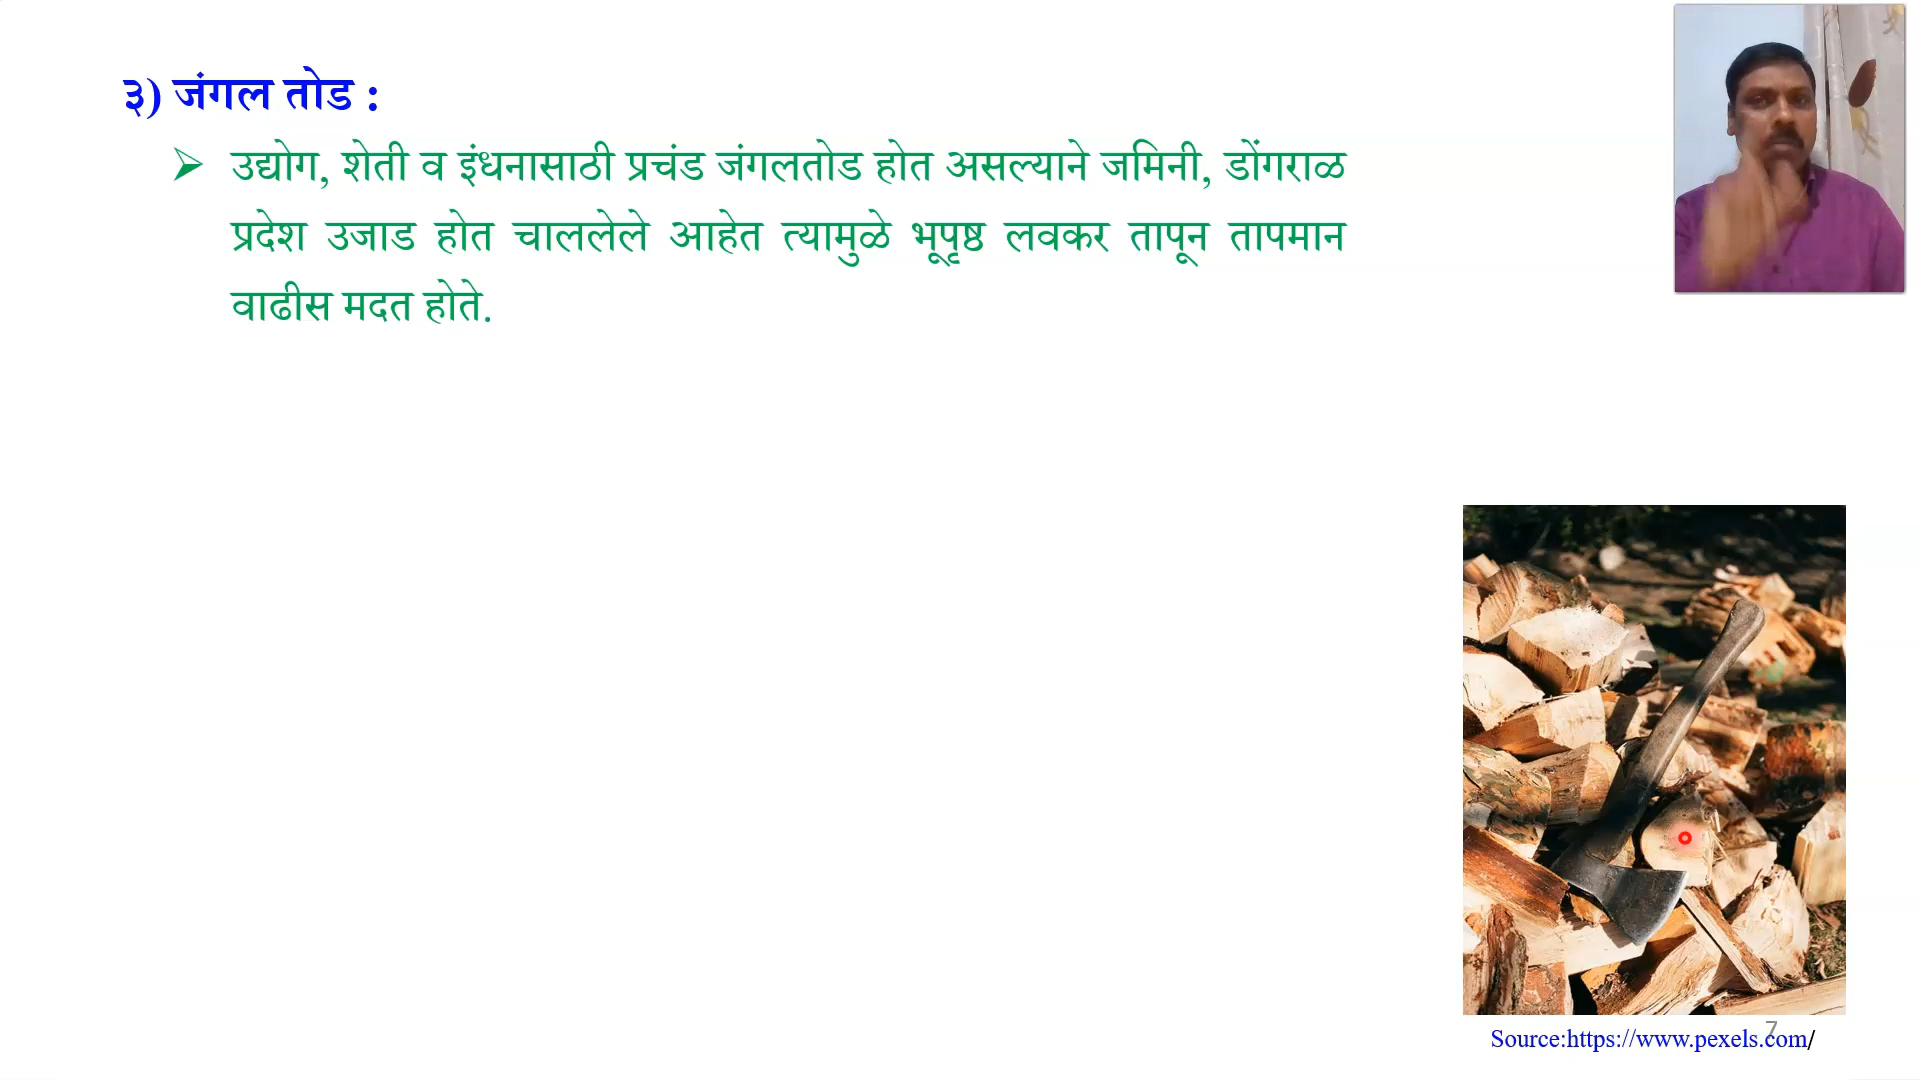 ३) जंगल तोड :
➢ उद्योग, शेती व इंधनासाठी प्रचंड जंगलतोड होत असल्याने जमिनी, डोंगराळ
प्रदेश उजाड होत चाललेले आहेत त्यामुळे भूपृष्ठ लवकर तापून तापमान
वाढीस मदत होते.
7
Source:https://www.pexels.com/